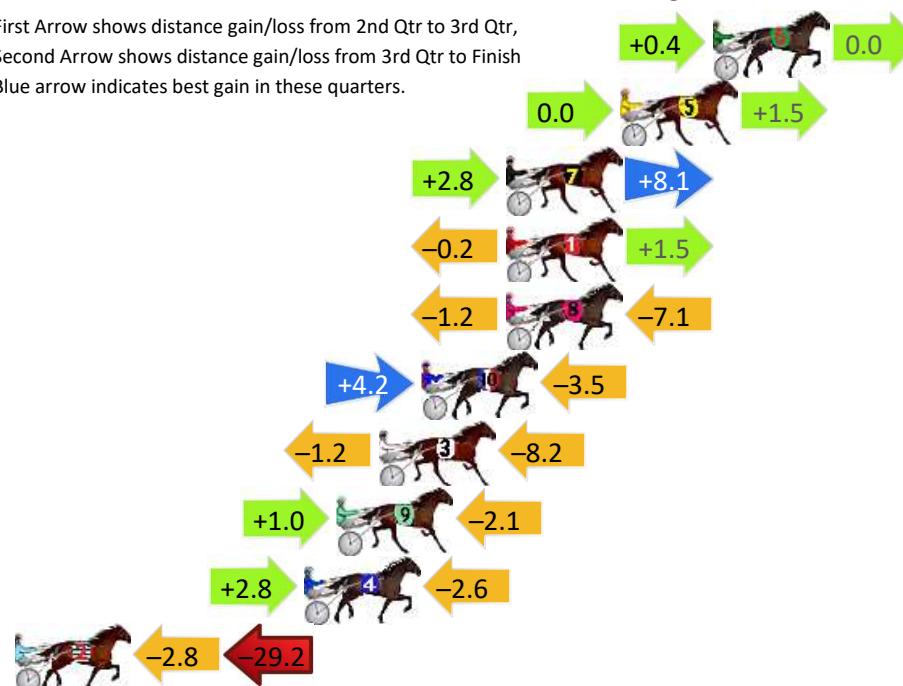 First Arrow shows distance gain/loss from 2nd Qtr to 3rd Qtr,
Second Arrow shows distance gain/loss from 3rd Qtr to Finish
Blue arrow indicates best gain in these quarters.
+0.4 6 0.0
0.0 5 +1.5
+2.8 7 +8.1
–0.2 1 +1.5
–1.2 8 –7.1
+4.2 10 –3.5
–1.2 3 –8.2
+1.0 9 –2.1
+2.8 4 –2.6
2 –2.8 –29.2